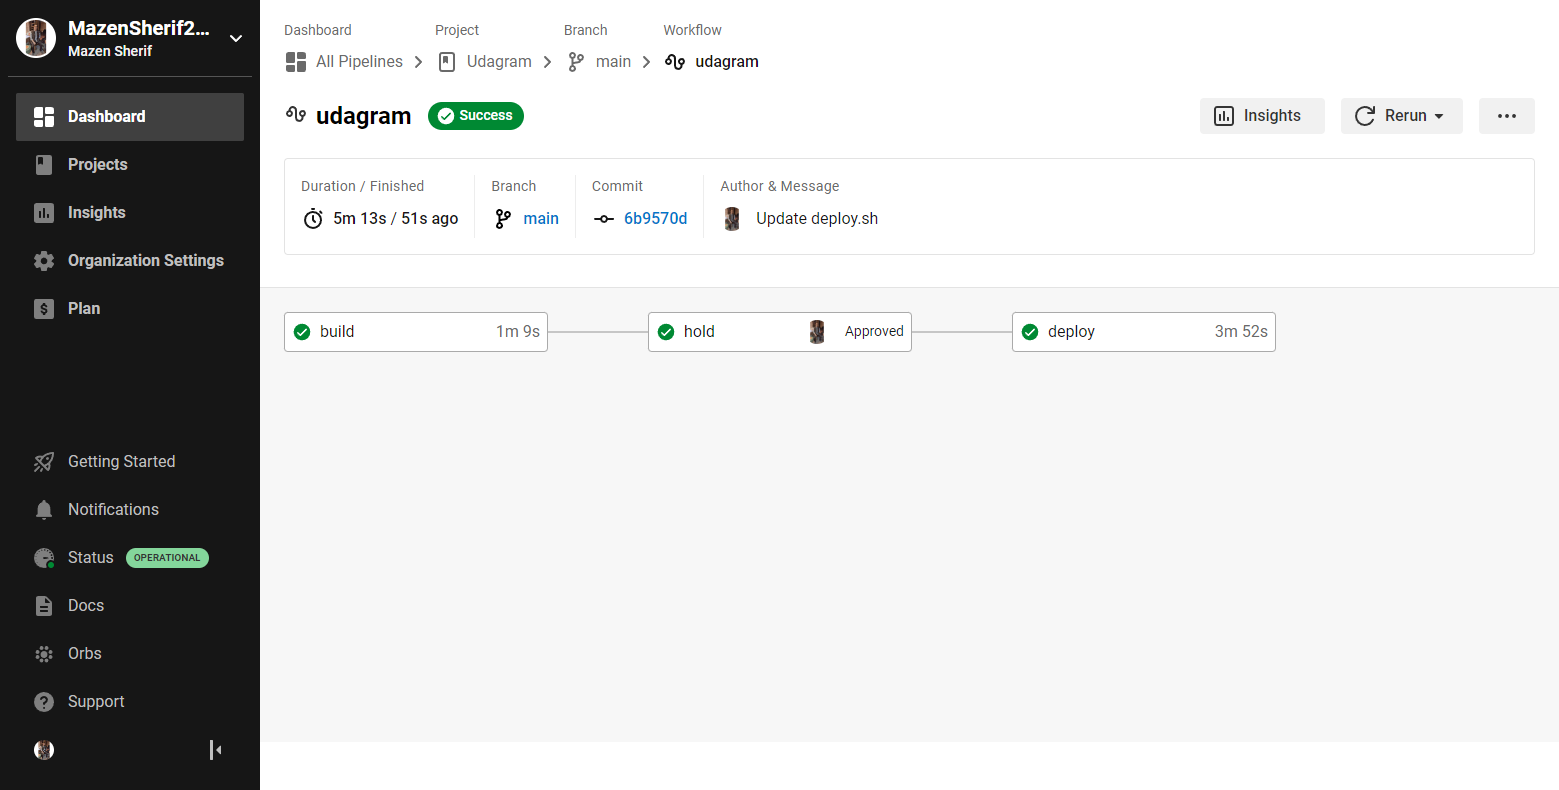 MazenSherif2...
Mazen Sherif
Dashboard
Projects
Insights
Organization Settings
Plan
Getting Started
Notifications
Status OPERATIONAL
Docs
Orbs
Support
Dashboard Project Branch Workflow
All Pipelines Udagram main udagram
udagram Success
Insights Rerun
Duration / Finished Branch Commit Author & Message
5m 13s / 51s ago main 6b9570d Update deploy.sh
build 1m 9s hold Approved deploy 3m 52s